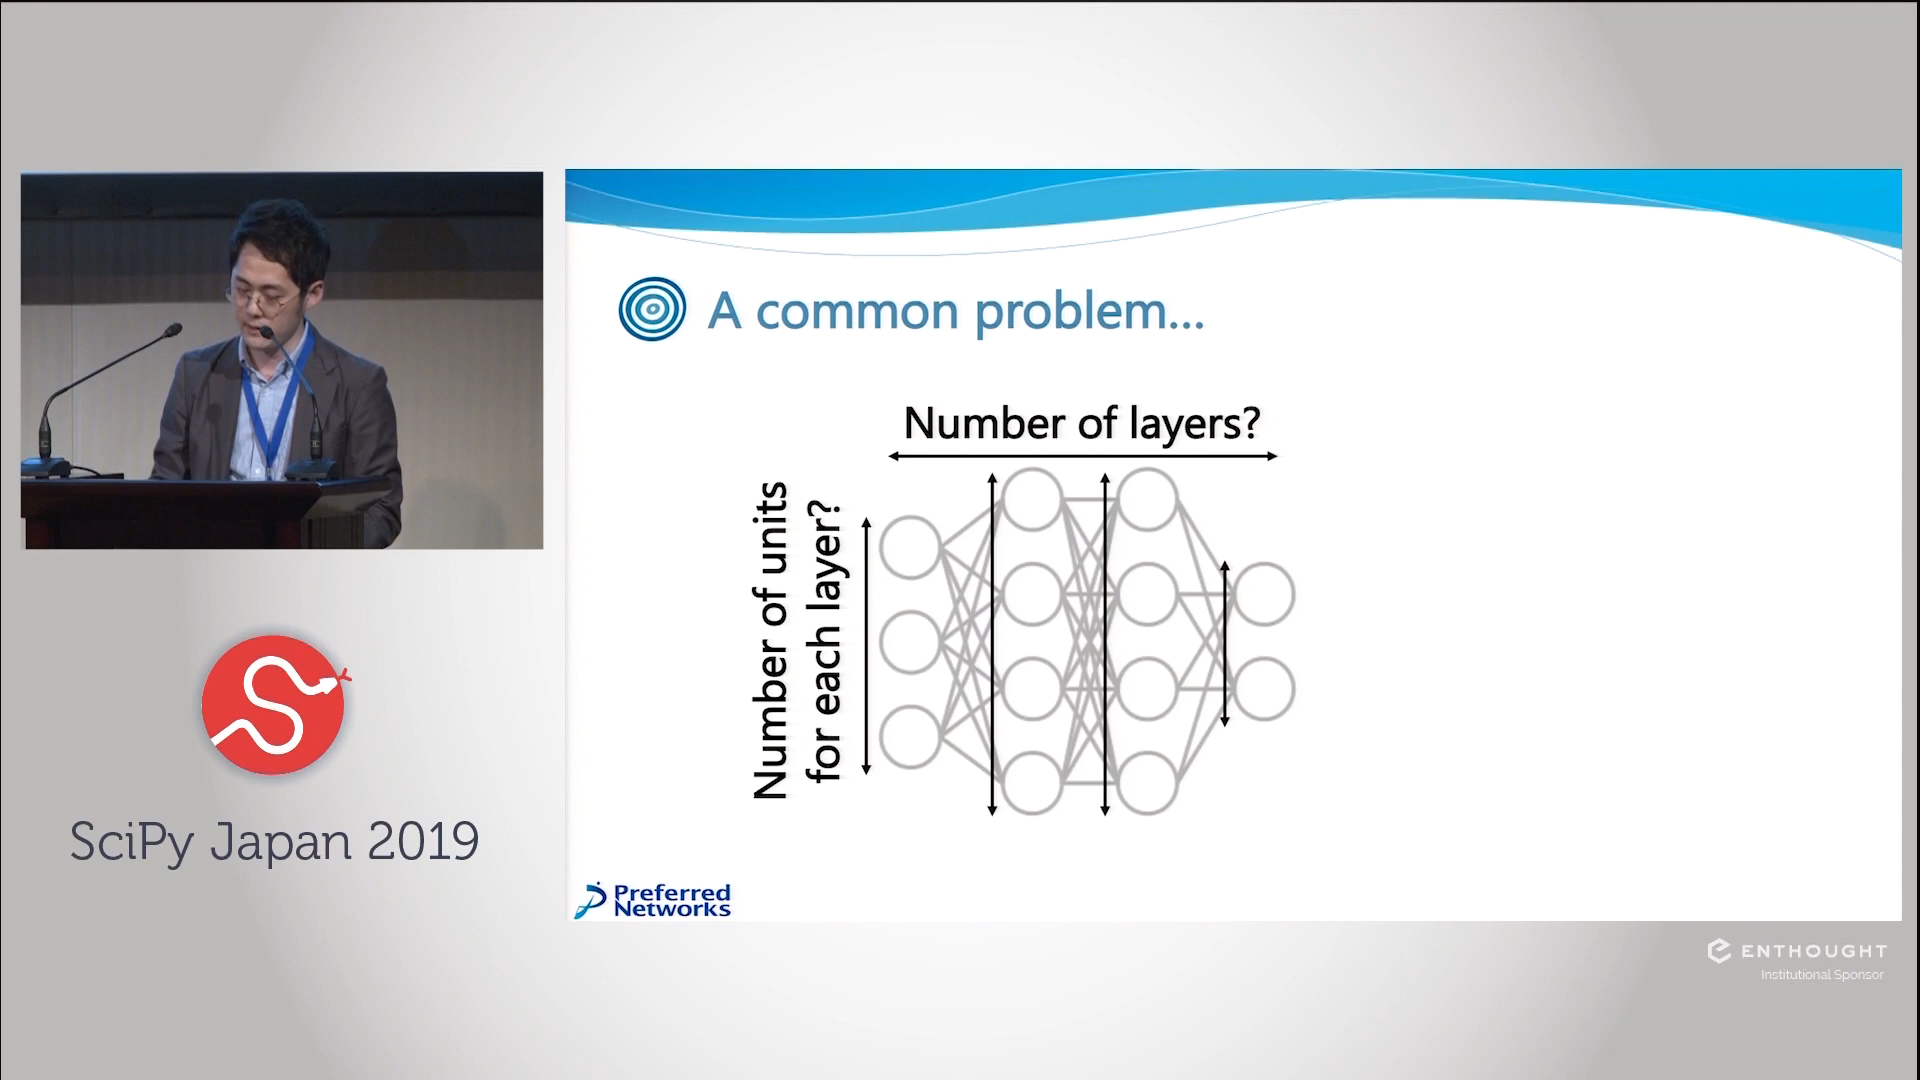 A common problem...
Number of layers?
Number of units
for each layer?
Preferred
Networks
SciPy Japan 2019
ENTHOUGHT
Institutional Sponsor